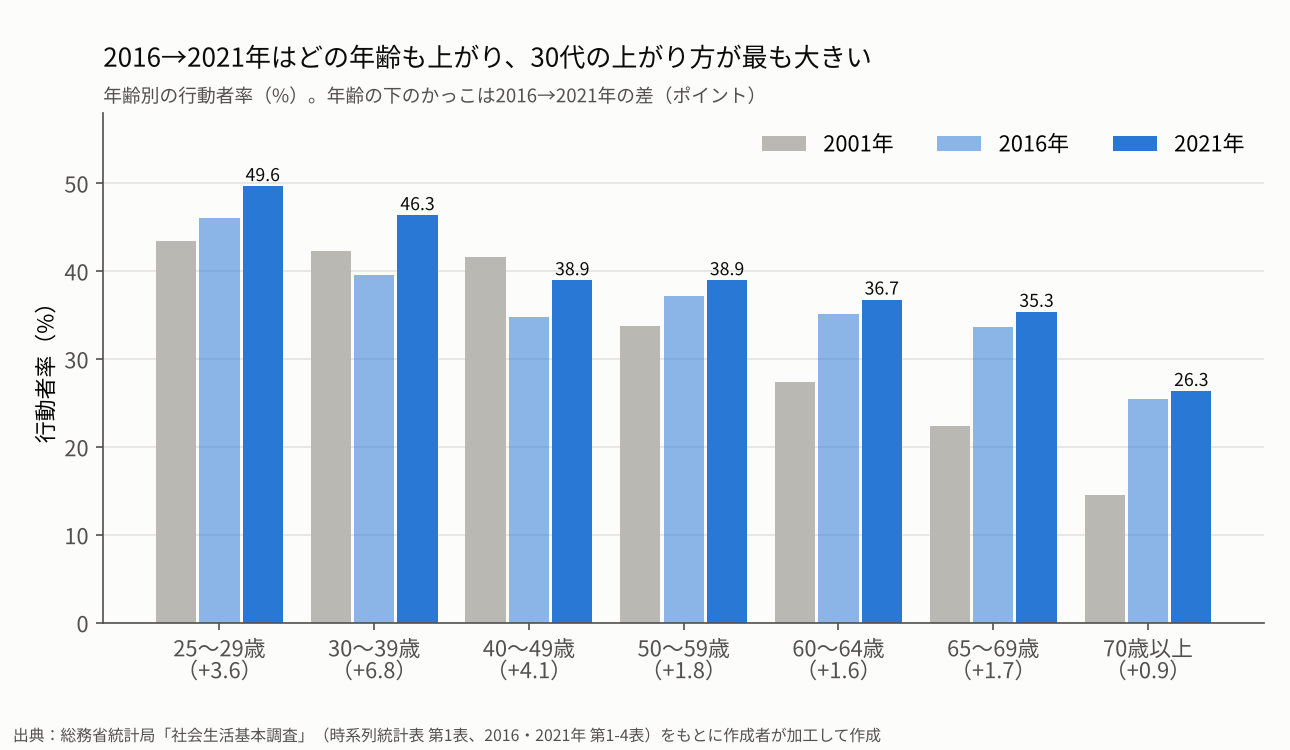 2016→2021年はどの年齢も上がり、30代の上がり方が最も大きい
年齢別の行動者率（%）。年齢の下のかっこは2016→2021年の差（ポイント）
2001年 2016年 2021年
行動者率（%）
50
40
30
20
10
0
49.6
46.3
38.9
38.9
36.7
35.3
26.3
25〜29歳 30〜39歳 40〜49歳 50〜59歳 60〜64歳 65〜69歳 70歳以上
（+3.6） （+6.8） （+4.1） （+1.8） （+1.6） （+1.7） （+0.9）
出典：総務省統計局「社会生活基本調査」（時系列統計表 第1表、2016・2021年 第1-4表）をもとに作成者が加工して作成